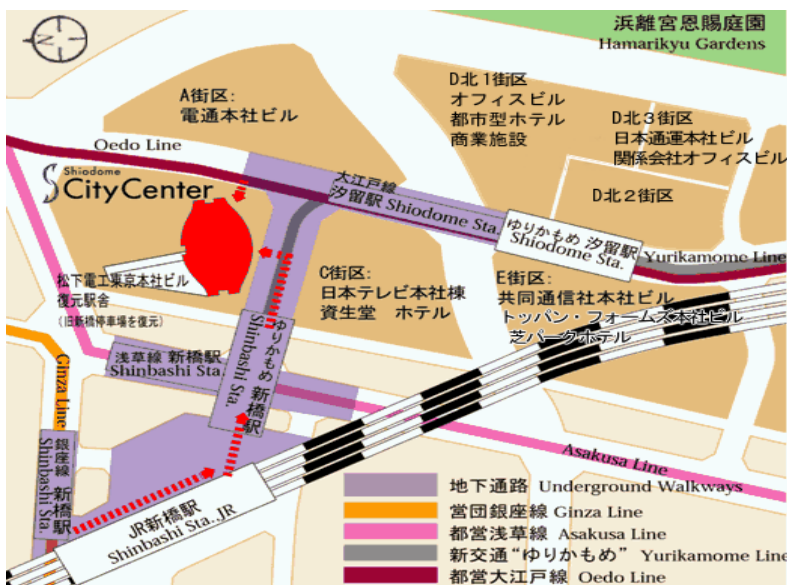 浜離宮恩賜庭園
Hamarikyu Gardens
N
A街区:
電通本社ビル
D北1街区
オフィスビル
都市型ホテル
商業施設
D北3街区
日本通運本社ビル
関係会社オフィスビル
D北2街区
Oedo Line
Shiodome
CityCenter
大江戸線
汐留駅 Shiodome Sta.
ゆりかもめ 汐留駅
Shiodome Sta.
Yurikamome Line
松下電工東京本社ビル
復元駅舎
(旧新橋停車場を復元)
C街区:
日本テレビ本社棟
資生堂 ホテル
E街区:
共同通信社本社ビル
トッパン・フォームズ本社ビル
芝パークホテル
ゆりかもめ 新橋駅
Shinbashi Sta.
浅草線 新橋駅
Shinbashi Sta.
Ginza Line
銀座線 新橋駅
Shinbashi Sta.
JR新橋駅
Shinbashi Sta. JR
Asakusa Line
地下通路 Underground Walkways
営団銀座線 Ginza Line
都営浅草線 Asakusa Line
新交通“ゆりかもめ” Yurikamome Line
都営大江戸線 Oedo Line